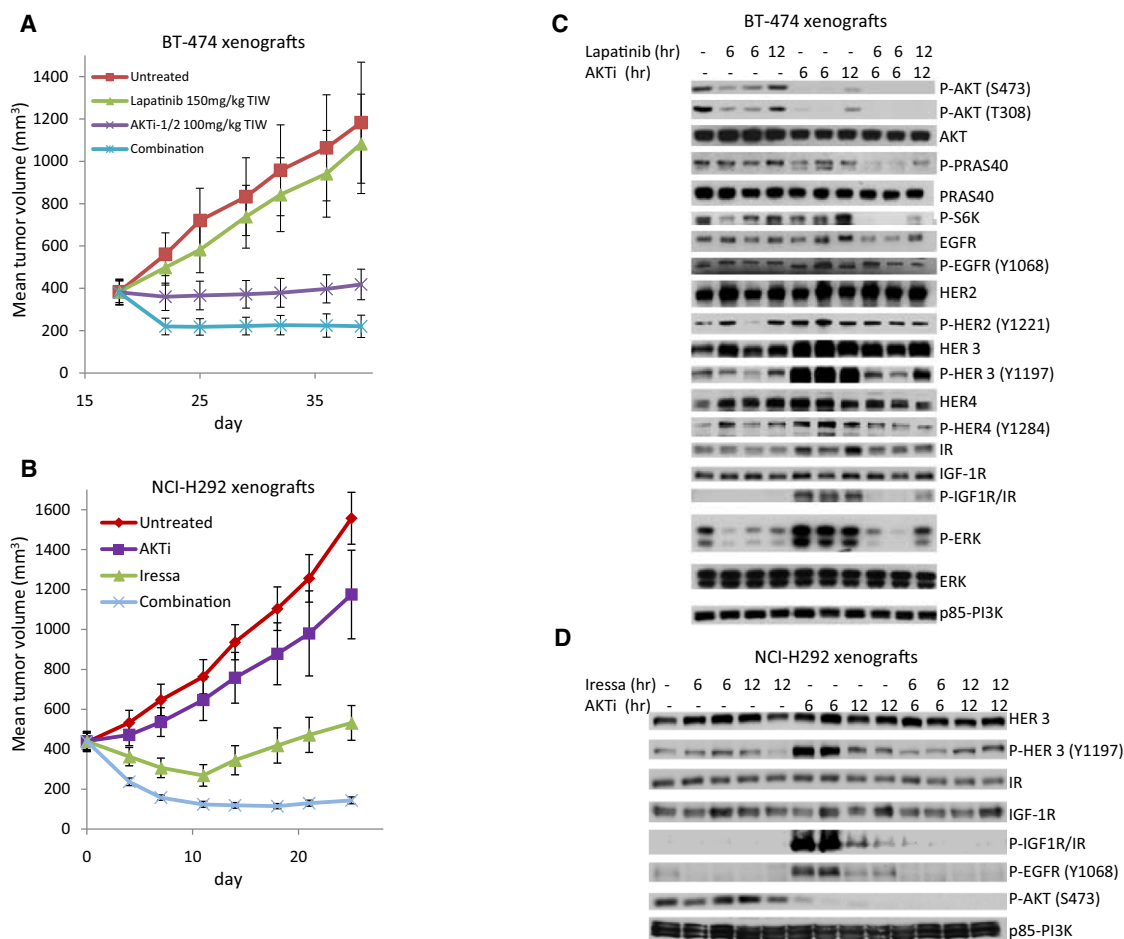 A
BT-474 xenografts
Mean tumor volume (mm³)
1400
1200
1000
800
600
400
200
0
Untreated
Lapatinib 150mg/kg TIW
AKTi-1/2 100mg/kg TIW
Combination
15 25 35
day
B
NCI-H292 xenografts
Mean tumor volume (mm³)
1600
1400
1200
1000
800
600
400
200
0
Untreated
AKTi
Iressa
Combination
0 10 20
day
C
BT-474 xenografts
Lapatinib (hr) - 6 6 12 - - - 6 6 12
AKTi (hr) - - - - 6 6 12 6 6 12
P-AKT (S473)
P-AKT (T308)
AKT
P-PRAS40
PRAS40
P-S6K
EGFR
P-EGFR (Y1068)
HER2
P-HER2 (Y1221)
HER 3
P-HER 3 (Y1197)
HER4
P-HER4 (Y1284)
IR
IGF-1R
P-IGF1R/IR
P-ERK
ERK
p85-PI3K
D
NCI-H292 xenografts
Iressa (hr) - 6 6 12 12 - - - - 6 6 12 12
AKTi (hr) - - - - - 6 6 12 12 6 6 12 12
HER 3
P-HER 3 (Y1197)
IR
IGF-1R
P-IGF1R/IR
P-EGFR (Y1068)
P-AKT (S473)
p85-PI3K